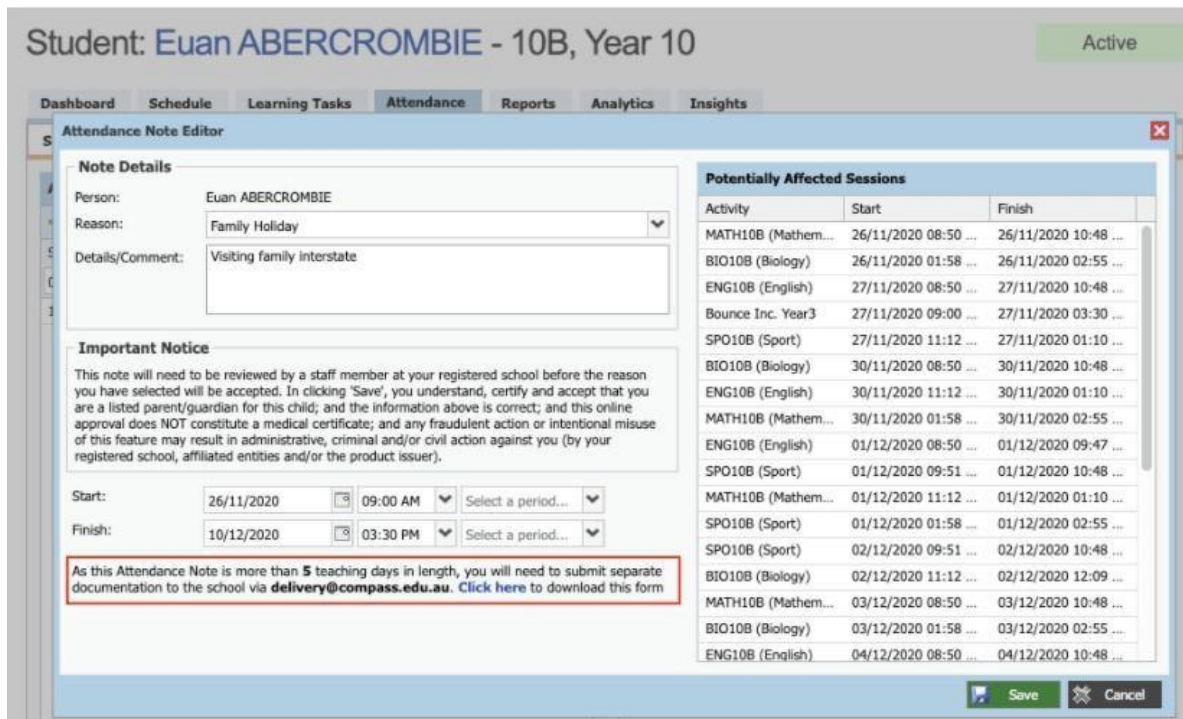 Student: Euan ABERCROMBIE - 10B, Year 10
Active
Dashboard Schedule Learning Tasks Attendance Reports Analytics Insights
Attendance Note Editor
Note Details
Person: Euan ABERCROMBIE
Reason: Family Holiday
Details/Comment: Visiting family interstate
Important Notice
This note will need to be reviewed by a staff member at your registered school before the reason
you have selected will be accepted. In clicking 'Save', you understand, certify and accept that you
are a listed parent/guardian for this child; and the information above is correct; and this online
approval does NOT constitute a medical certificate; and any fraudulent action or intentional misuse
of this feature may result in administrative, criminal and/or civil action against you (by your
registered school, affiliated entities and/or the product issuer).
Start: 26/11/2020 09:00 AM Select a period...
Finish: 10/12/2020 03:30 PM Select a period...
As this Attendance Note is more than 5 teaching days in length, you will need to submit separate
documentation to the school via delivery@compass.edu.au. Click here to download this form
Potentially Affected Sessions
Activity Start Finish
MATH10B (Mathem... 26/11/2020 08:50 ... 26/11/2020 10:48 ...
BIO10B (Biology) 26/11/2020 01:58 ... 26/11/2020 02:55 ...
ENG10B (English) 27/11/2020 08:50 ... 27/11/2020 10:48 ...
Bounce Inc. Year3 27/11/2020 09:00 ... 27/11/2020 03:30 ...
SPO10B (Sport) 27/11/2020 11:12 ... 27/11/2020 01:10 ...
BIO10B (Biology) 30/11/2020 08:50 ... 30/11/2020 10:48 ...
ENG10B (English) 30/11/2020 11:12 ... 30/11/2020 01:10 ...
MATH10B (Mathem... 30/11/2020 01:58 ... 30/11/2020 02:55 ...
ENG10B (English) 01/12/2020 08:50 ... 01/12/2020 09:47 ...
SPO10B (Sport) 01/12/2020 09:51 ... 01/12/2020 10:48 ...
MATH10B (Mathem... 01/12/2020 11:12 ... 01/12/2020 01:10 ...
SPO10B (Sport) 01/12/2020 01:58 ... 01/12/2020 02:55 ...
SPO10B (Sport) 02/12/2020 09:51 ... 02/12/2020 10:48 ...
BIO10B (Biology) 02/12/2020 11:12 ... 02/12/2020 12:09 ...
MATH10B (Mathem... 03/12/2020 08:50 ... 03/12/2020 10:48 ...
BIO10B (Biology) 03/12/2020 01:58 ... 03/12/2020 02:55 ...
ENG10B (English) 04/12/2020 08:50 ... 04/12/2020 10:48 ...
Save Cancel